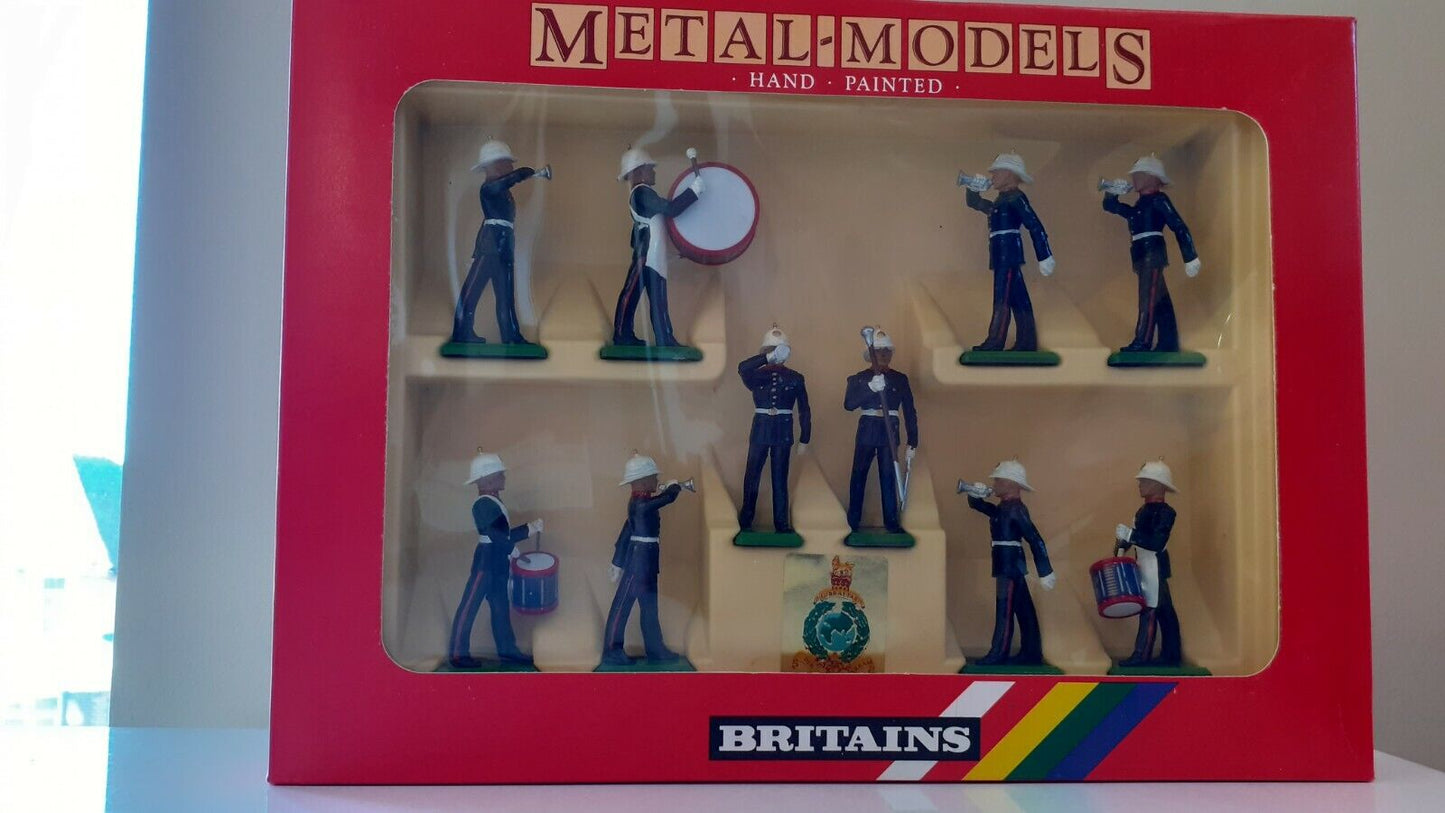 METAL-MODELS
· HAND · PAINTED ·
BRITAINS